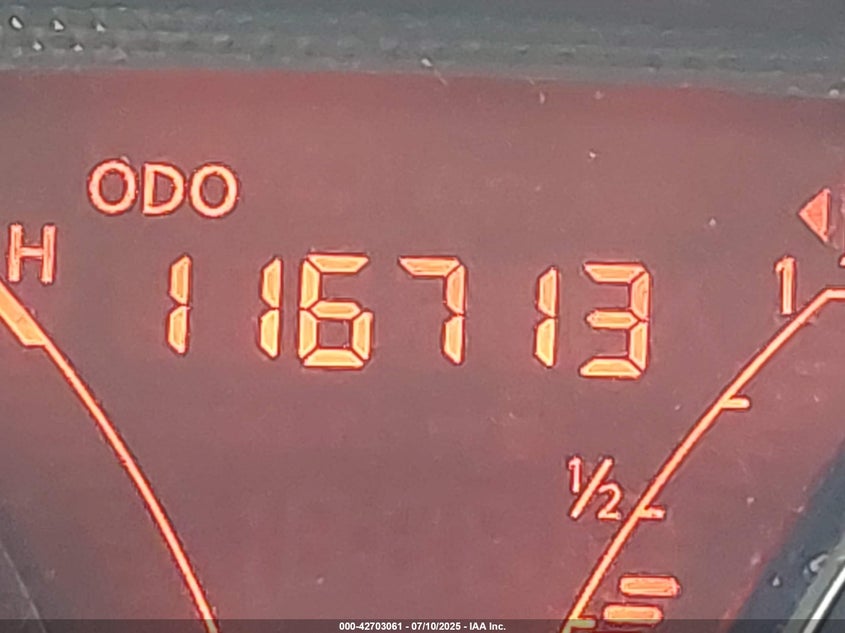 ODO
H
116713
1
1/2
000-42703061 - 07/10/2025 - IAA Inc.